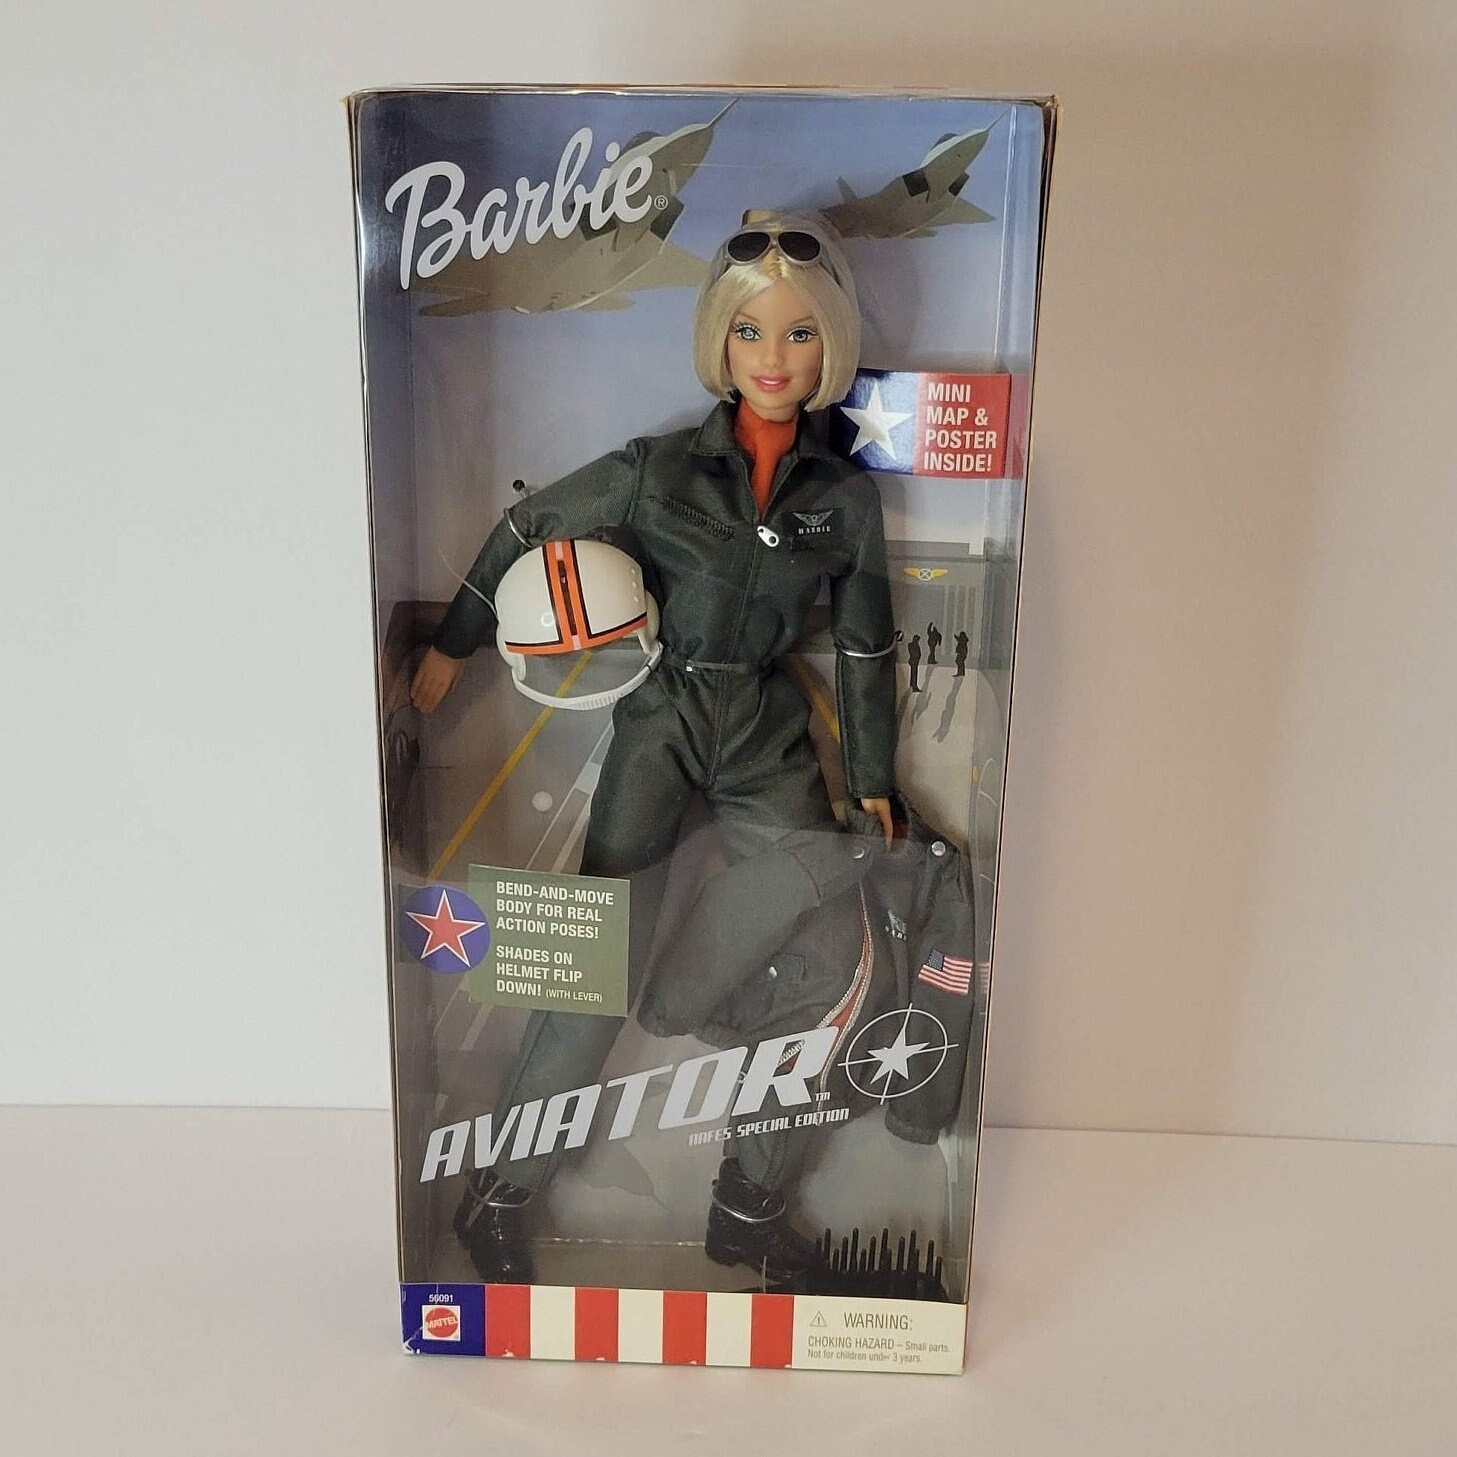 Barbie®
MINI
MAP &
POSTER
INSIDE!
BARBIE
BEND-AND-MOVE
BODY FOR REAL
ACTION POSES!
SHADES ON
HELMET FLIP
DOWN! (WITH LEVER)
AVIATOR™
AAFES SPECIAL EDITION
56091
MATTEL
⚠ WARNING:
CHOKING HAZARD – Small parts.
Not for children under 3 years.